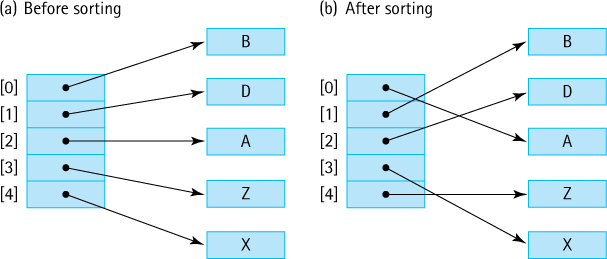 (a) Before sorting
[0]
[1]
[2]
[3]
[4]
B
D
A
Z
X
(b) After sorting
[0]
[1]
[2]
[3]
[4]
B
D
A
Z
X